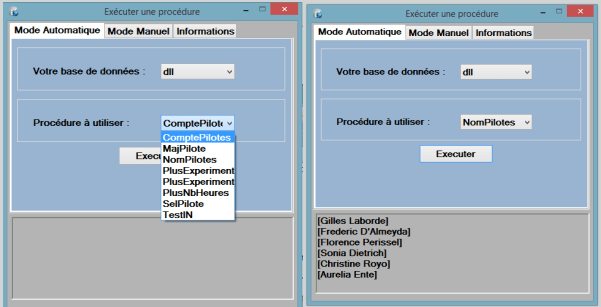 Exécuter une procédure
Mode Automatique Mode Manuel Informations
Votre base de données : dll
Procédure à utiliser : ComptePilote
ComptePilotes
MajPilote
NomPilotes
PlusExperiment
PlusExperiment
PlusNbHeures
SelPilote
TestIN
Execu
Exécuter une procédure
Mode Automatique Mode Manuel Informations
Votre base de données : dll
Procédure à utiliser : NomPilotes
Executer
[Gilles Laborde]
[Frederic D'Almeyda]
[Florence Perissel]
[Sonia Dietrich]
[Christine Royo]
[Aurelia Ente]